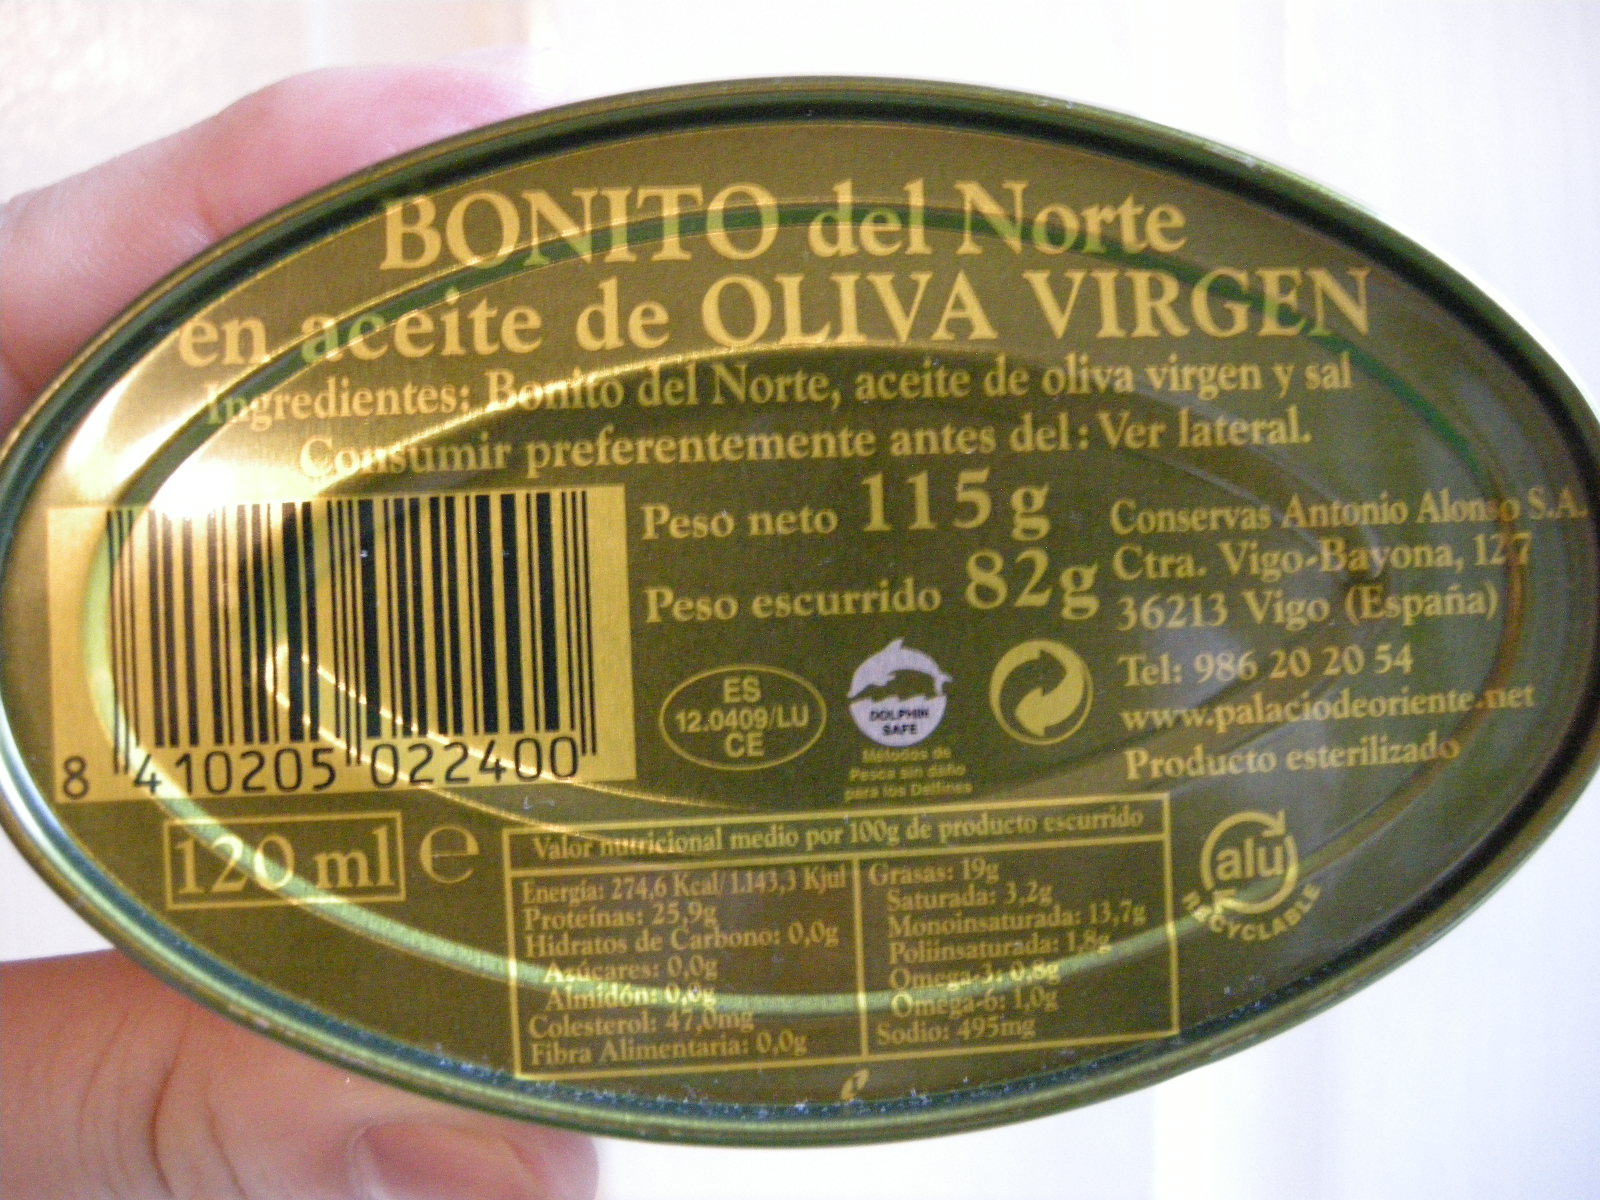 BONITO del Norte
en aceite de OLIVA VIRGEN
Ingredientes: Bonito del Norte, aceite de oliva virgen y sal
Consumir preferentemente antes del: Ver lateral.
Peso neto 115 g
Peso escurrido 82g
Conservas Antonio Alonso S.A.
Ctra. Vigo-Bayona, 127
36213 Vigo (España)
Tel: 986 20 20 54
www.palaciodeoriente.net
Producto esterilizado
8 410205 022400
ES
12.0409/LU
CE
DOLPHIN
SAFE
Métodos de
Pesca sin daño
para los Delfines
120 ml e
Valor nutricional medio por 100g de producto escurrido
Energía: 274,6 Kcal/1.143,3 Kjul
Proteínas: 25,9g
Hidratos de Carbono: 0,0g
Azúcares: 0,0g
Almidón: 0,0g
Colesterol: 47,0mg
Fibra Alimentaria: 0,0g
Grasas: 19g
Saturada: 3,2g
Monoinsaturada: 13,7g
Poliinsaturada: 1,8g
Omega-3: 0,8g
Omega-6: 1,0g
Sodio: 495mg
alu
RECYCLABLE